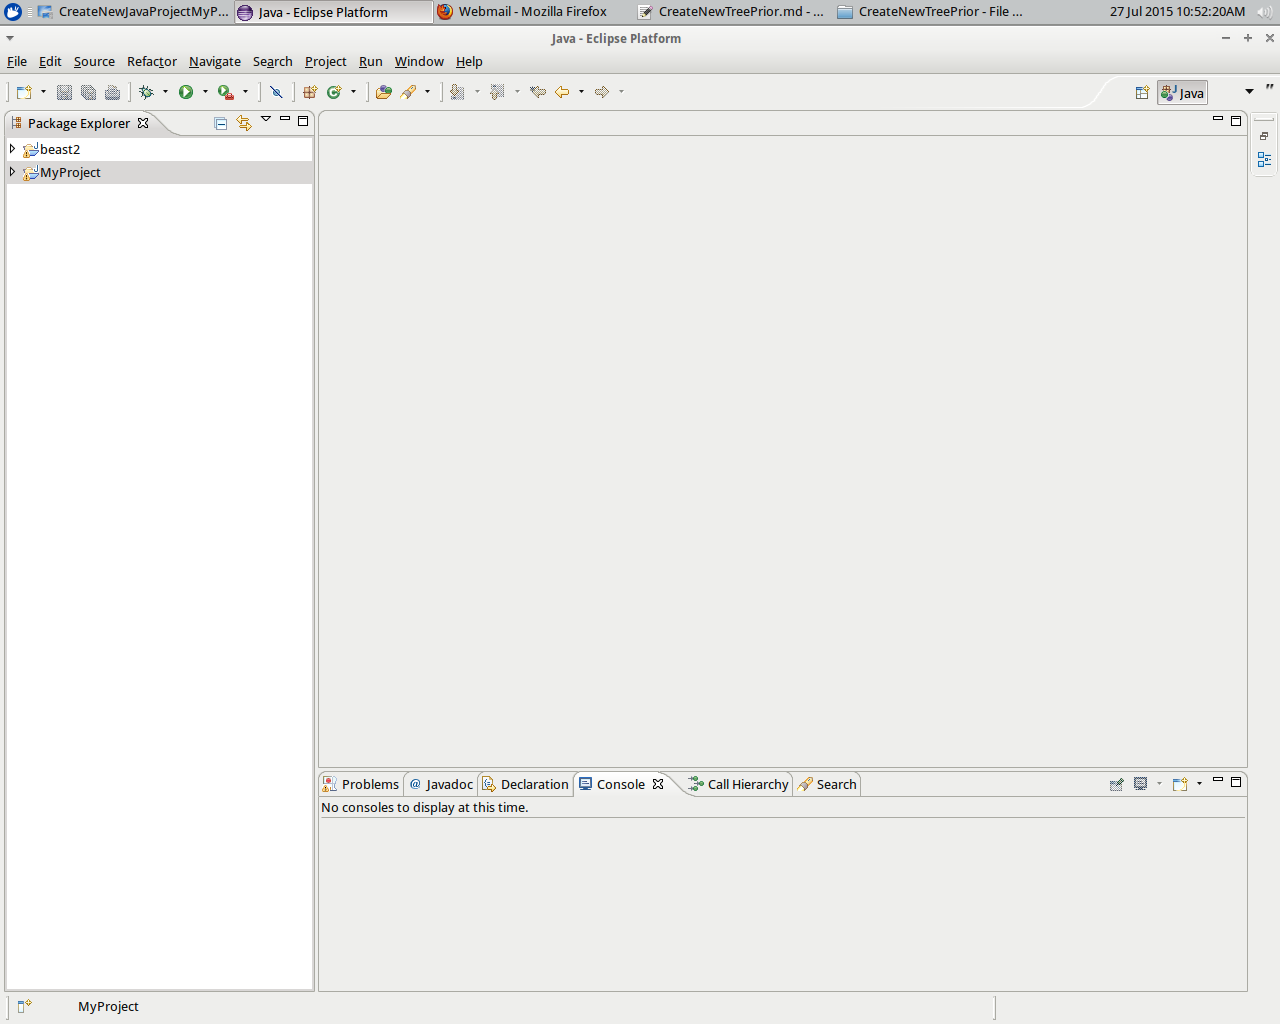 CreateNewJavaProjectMyP... Java - Eclipse Platform Webmail - Mozilla Firefox CreateNewTreePrior.md - ... CreateNewTreePrior - File ... 27 Jul 2015 10:52:20AM
Java - Eclipse Platform
File Edit Source Refactor Navigate Search Project Run Window Help
Java
Package Explorer
beast2
MyProject
Problems Javadoc Declaration Console Call Hierarchy Search
No consoles to display at this time.
MyProject